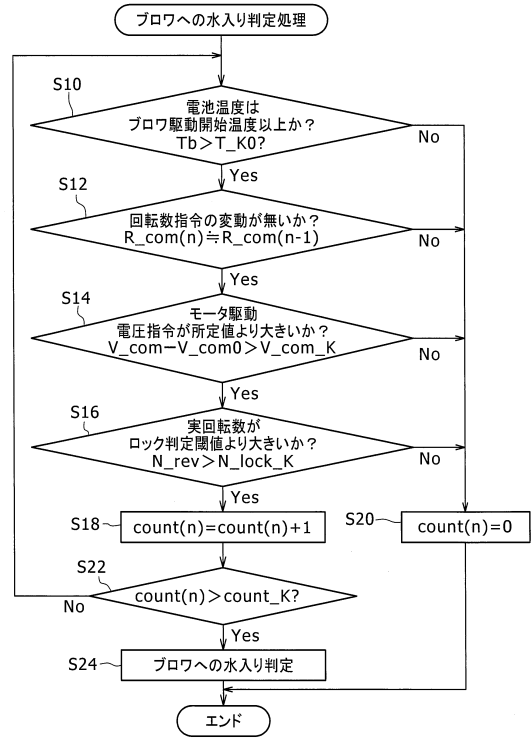 ブロワへの水入り判定処理
S10
電池温度は
ブロワ駆動開始温度以上か？
Tb＞T_K0?
No
Yes
S12
回転数指令の変動が無いか？
R_com(n)≒R_com(n-1)
No
Yes
S14
モータ駆動
電圧指令が所定値より大きいか？
V_com－V_com0＞V_com_K
No
Yes
S16
実回転数が
ロック判定閾値より大きいか？
N_rev＞N_lock_K
No
Yes
S18
count(n)=count(n)+1
S20
count(n)=0
S22
count(n)＞count_K?
No
Yes
S24
ブロワへの水入り判定
エンド